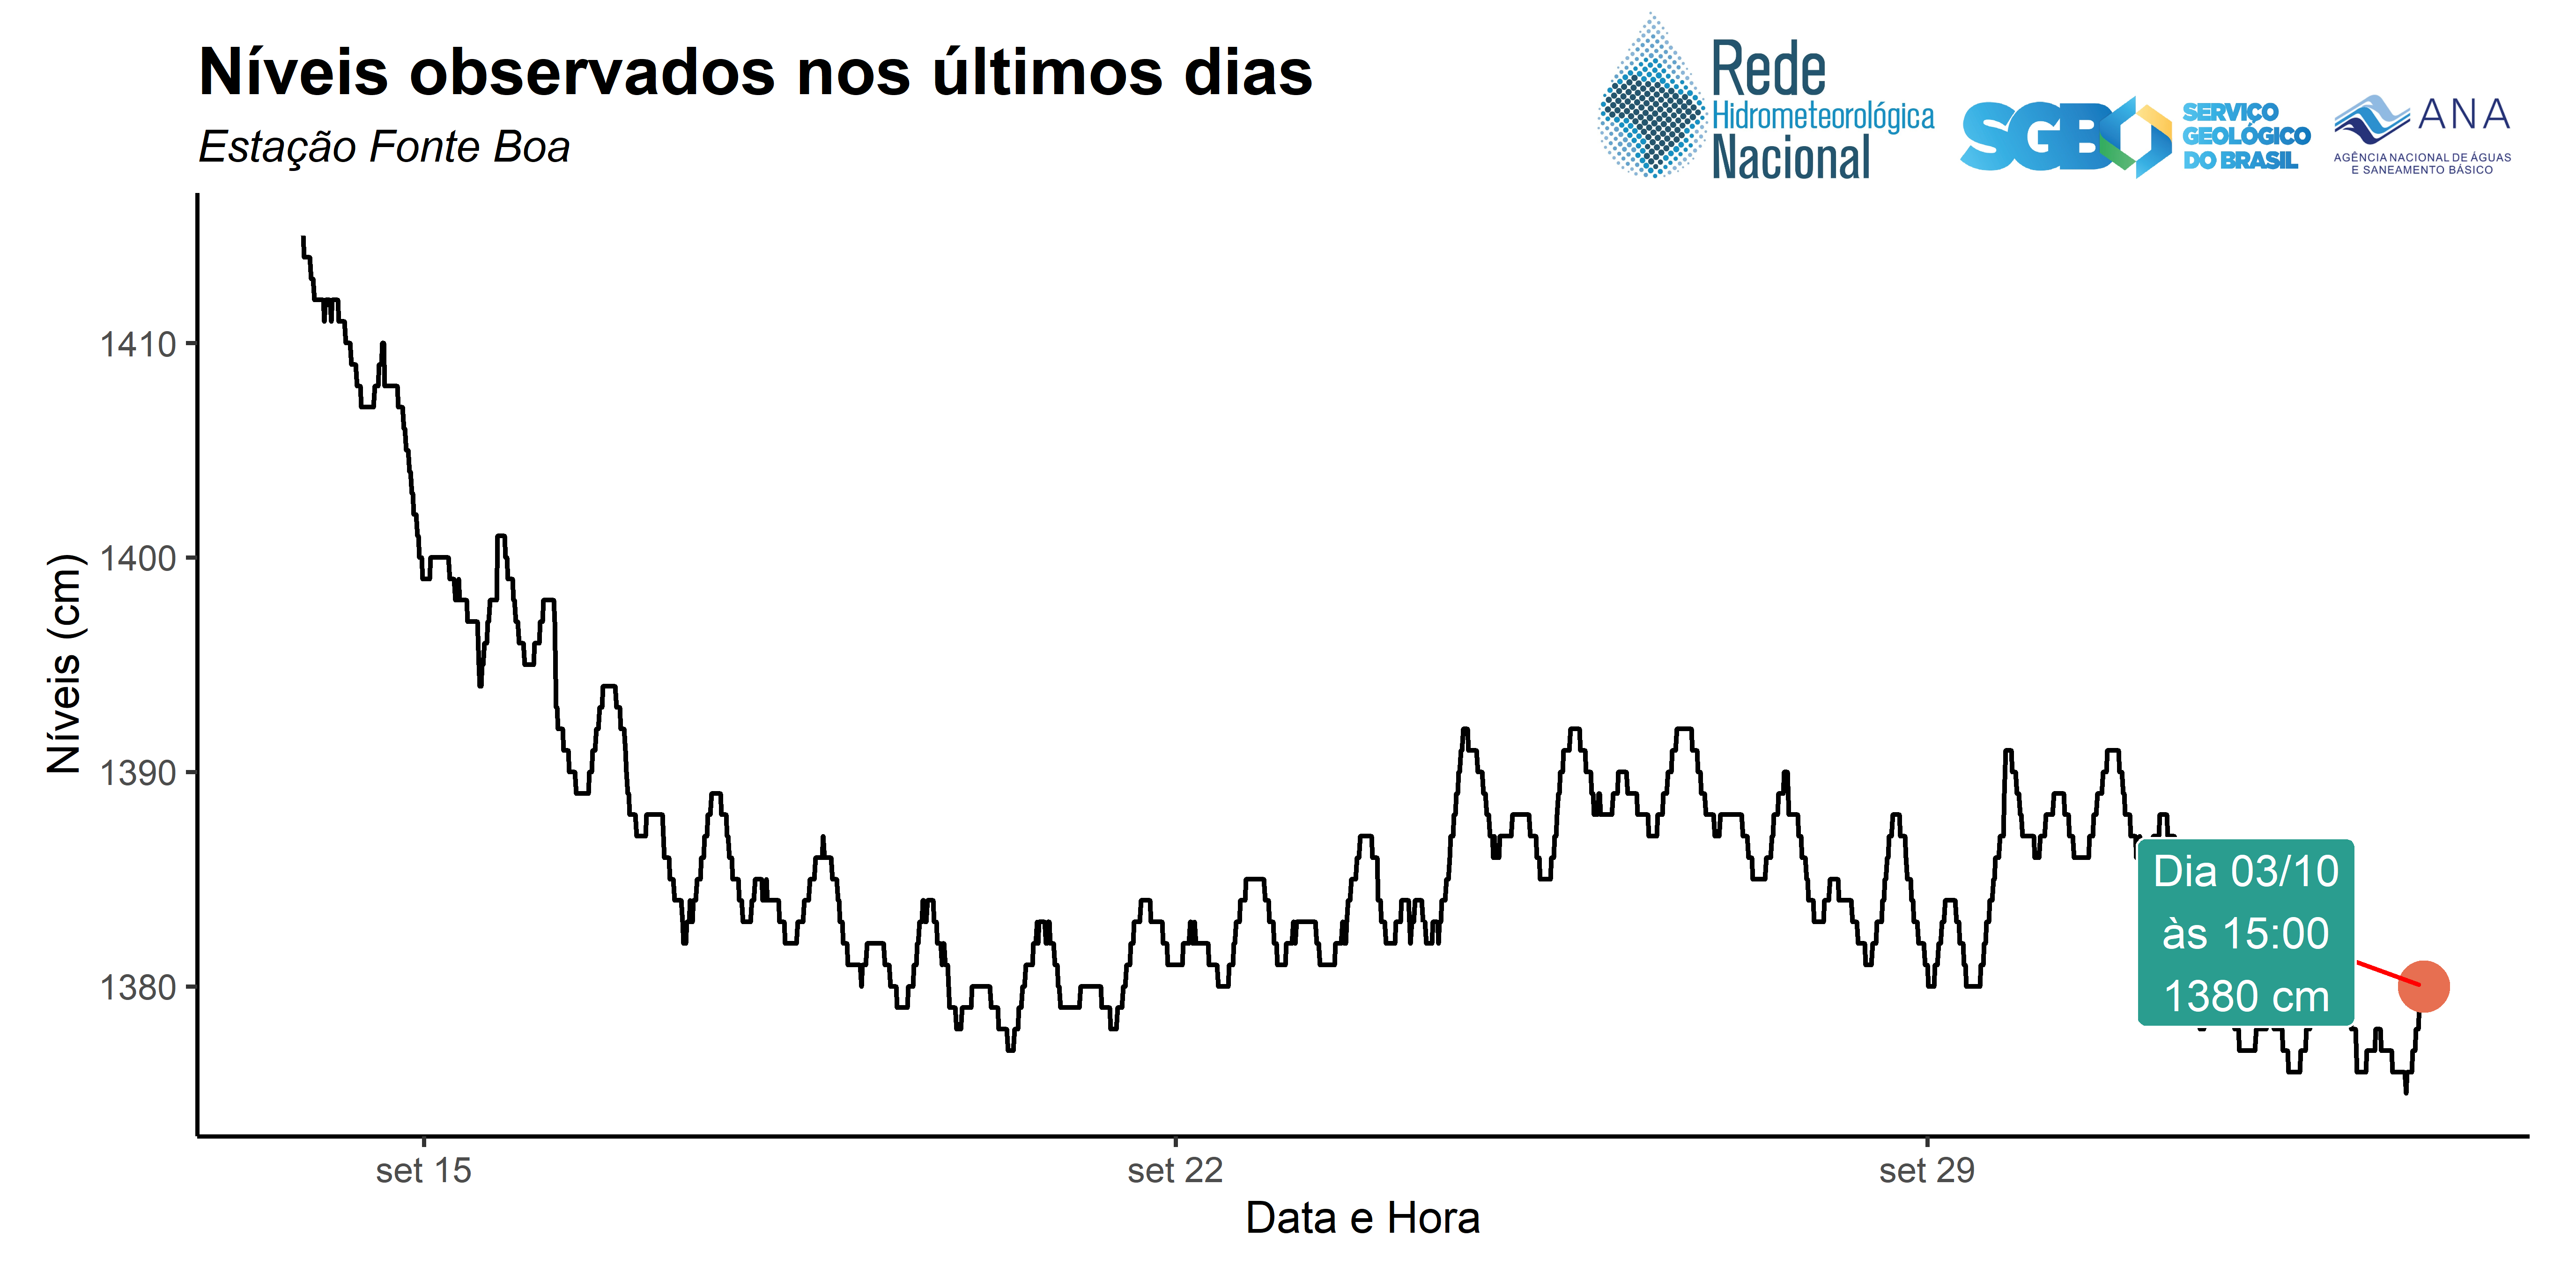 Níveis observados nos últimos dias
Estação Fonte Boa
Rede
Hidrometeorológica
Nacional
SGB
SERVIÇO
GEOLÓGICO
DO BRASIL
ANA
AGÊNCIA NACIONAL DE ÁGUAS
E SANEAMENTO BÁSICO
Níveis (cm)
1410
1400
1390
1380
Dia 03/10
às 15:00
1380 cm
set 15
set 22
set 29
Data e Hora